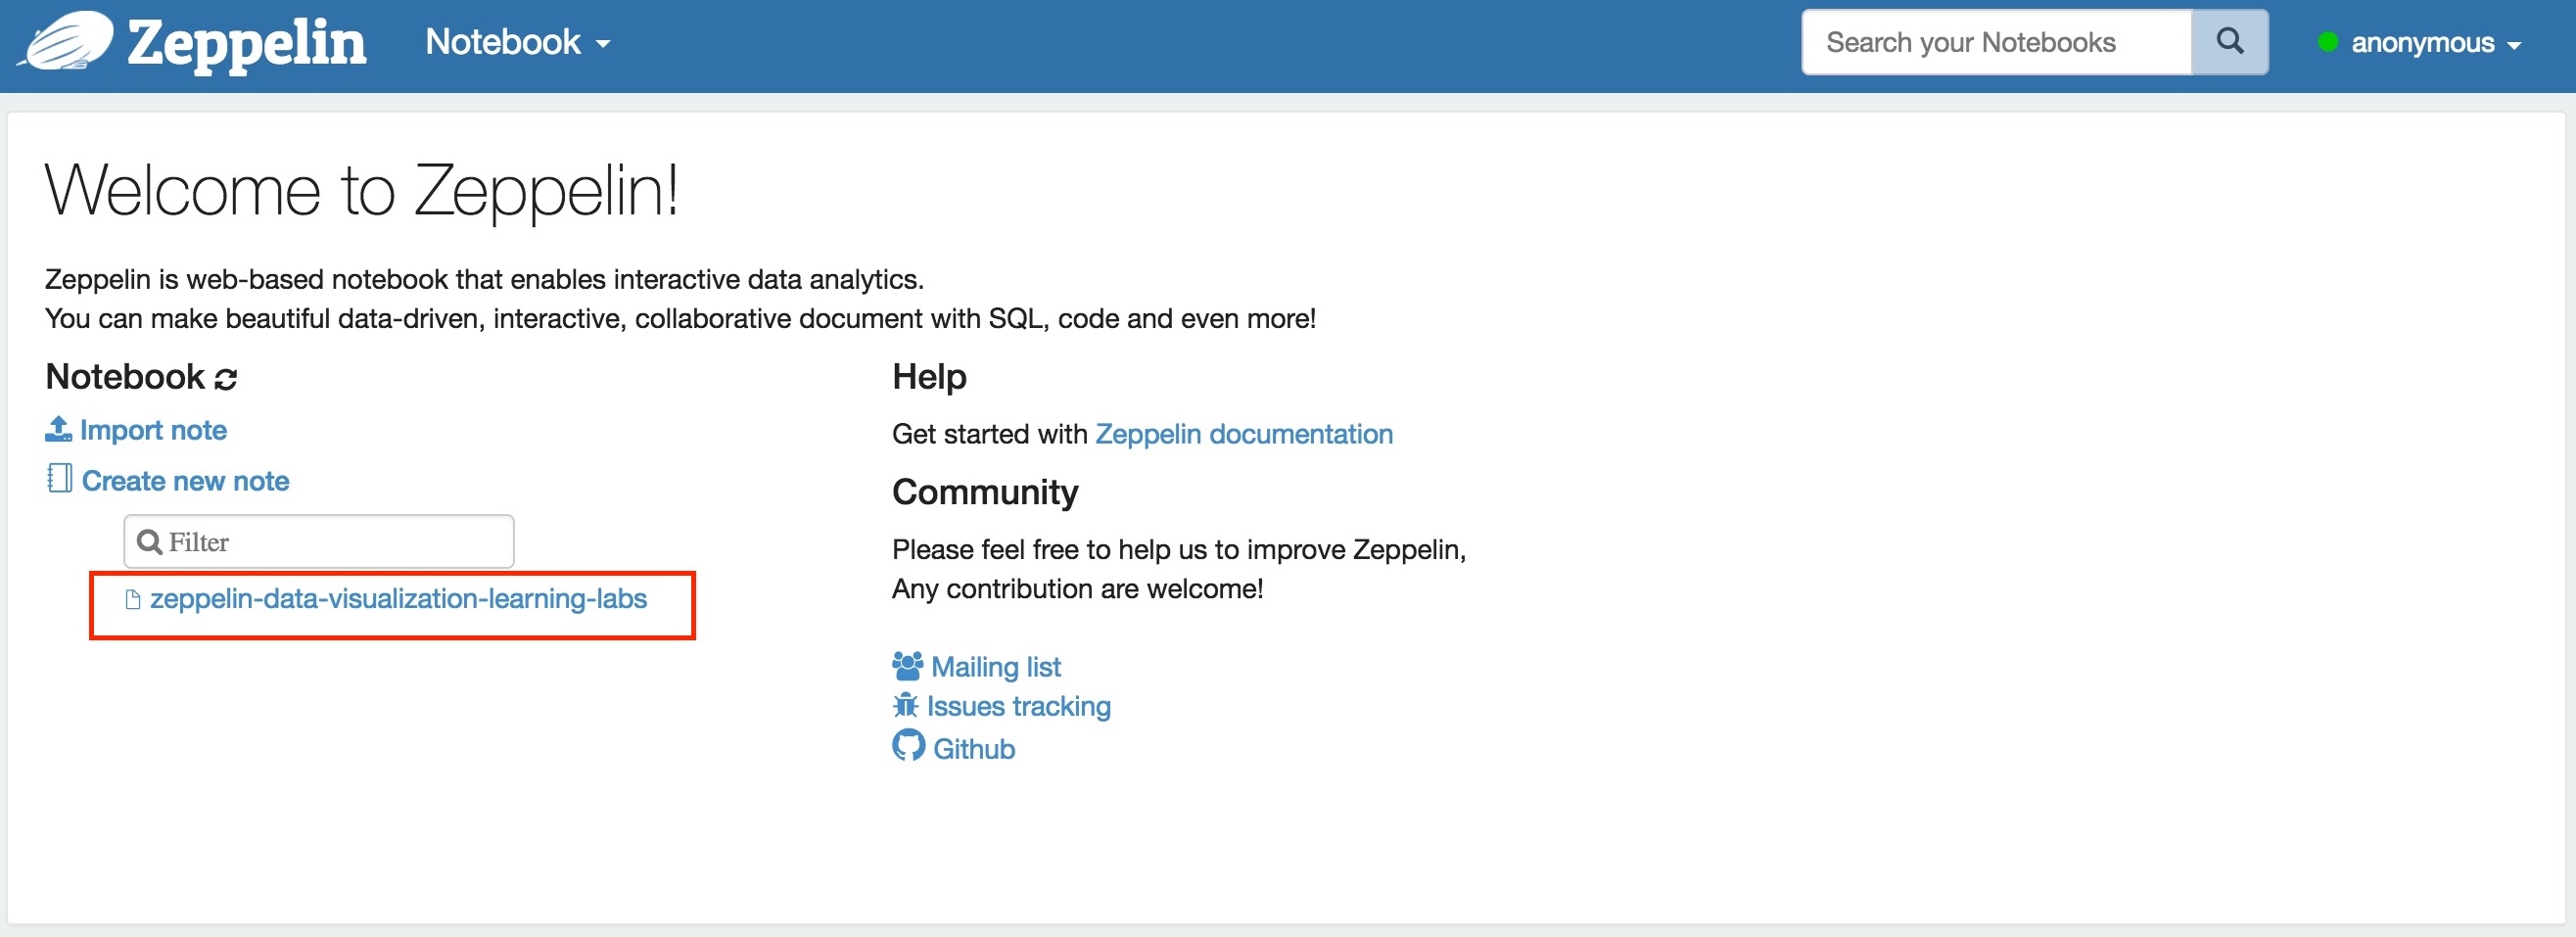 Zeppelin Notebook Search your Notebooks anonymous
Welcome to Zeppelin!
Zeppelin is web-based notebook that enables interactive data analytics.
You can make beautiful data-driven, interactive, collaborative document with SQL, code and even more!
Notebook
Import note
Create new note
Filter
zeppelin-data-visualization-learning-labs
Help
Get started with Zeppelin documentation
Community
Please feel free to help us to improve Zeppelin,
Any contribution are welcome!
Mailing list
Issues tracking
Github